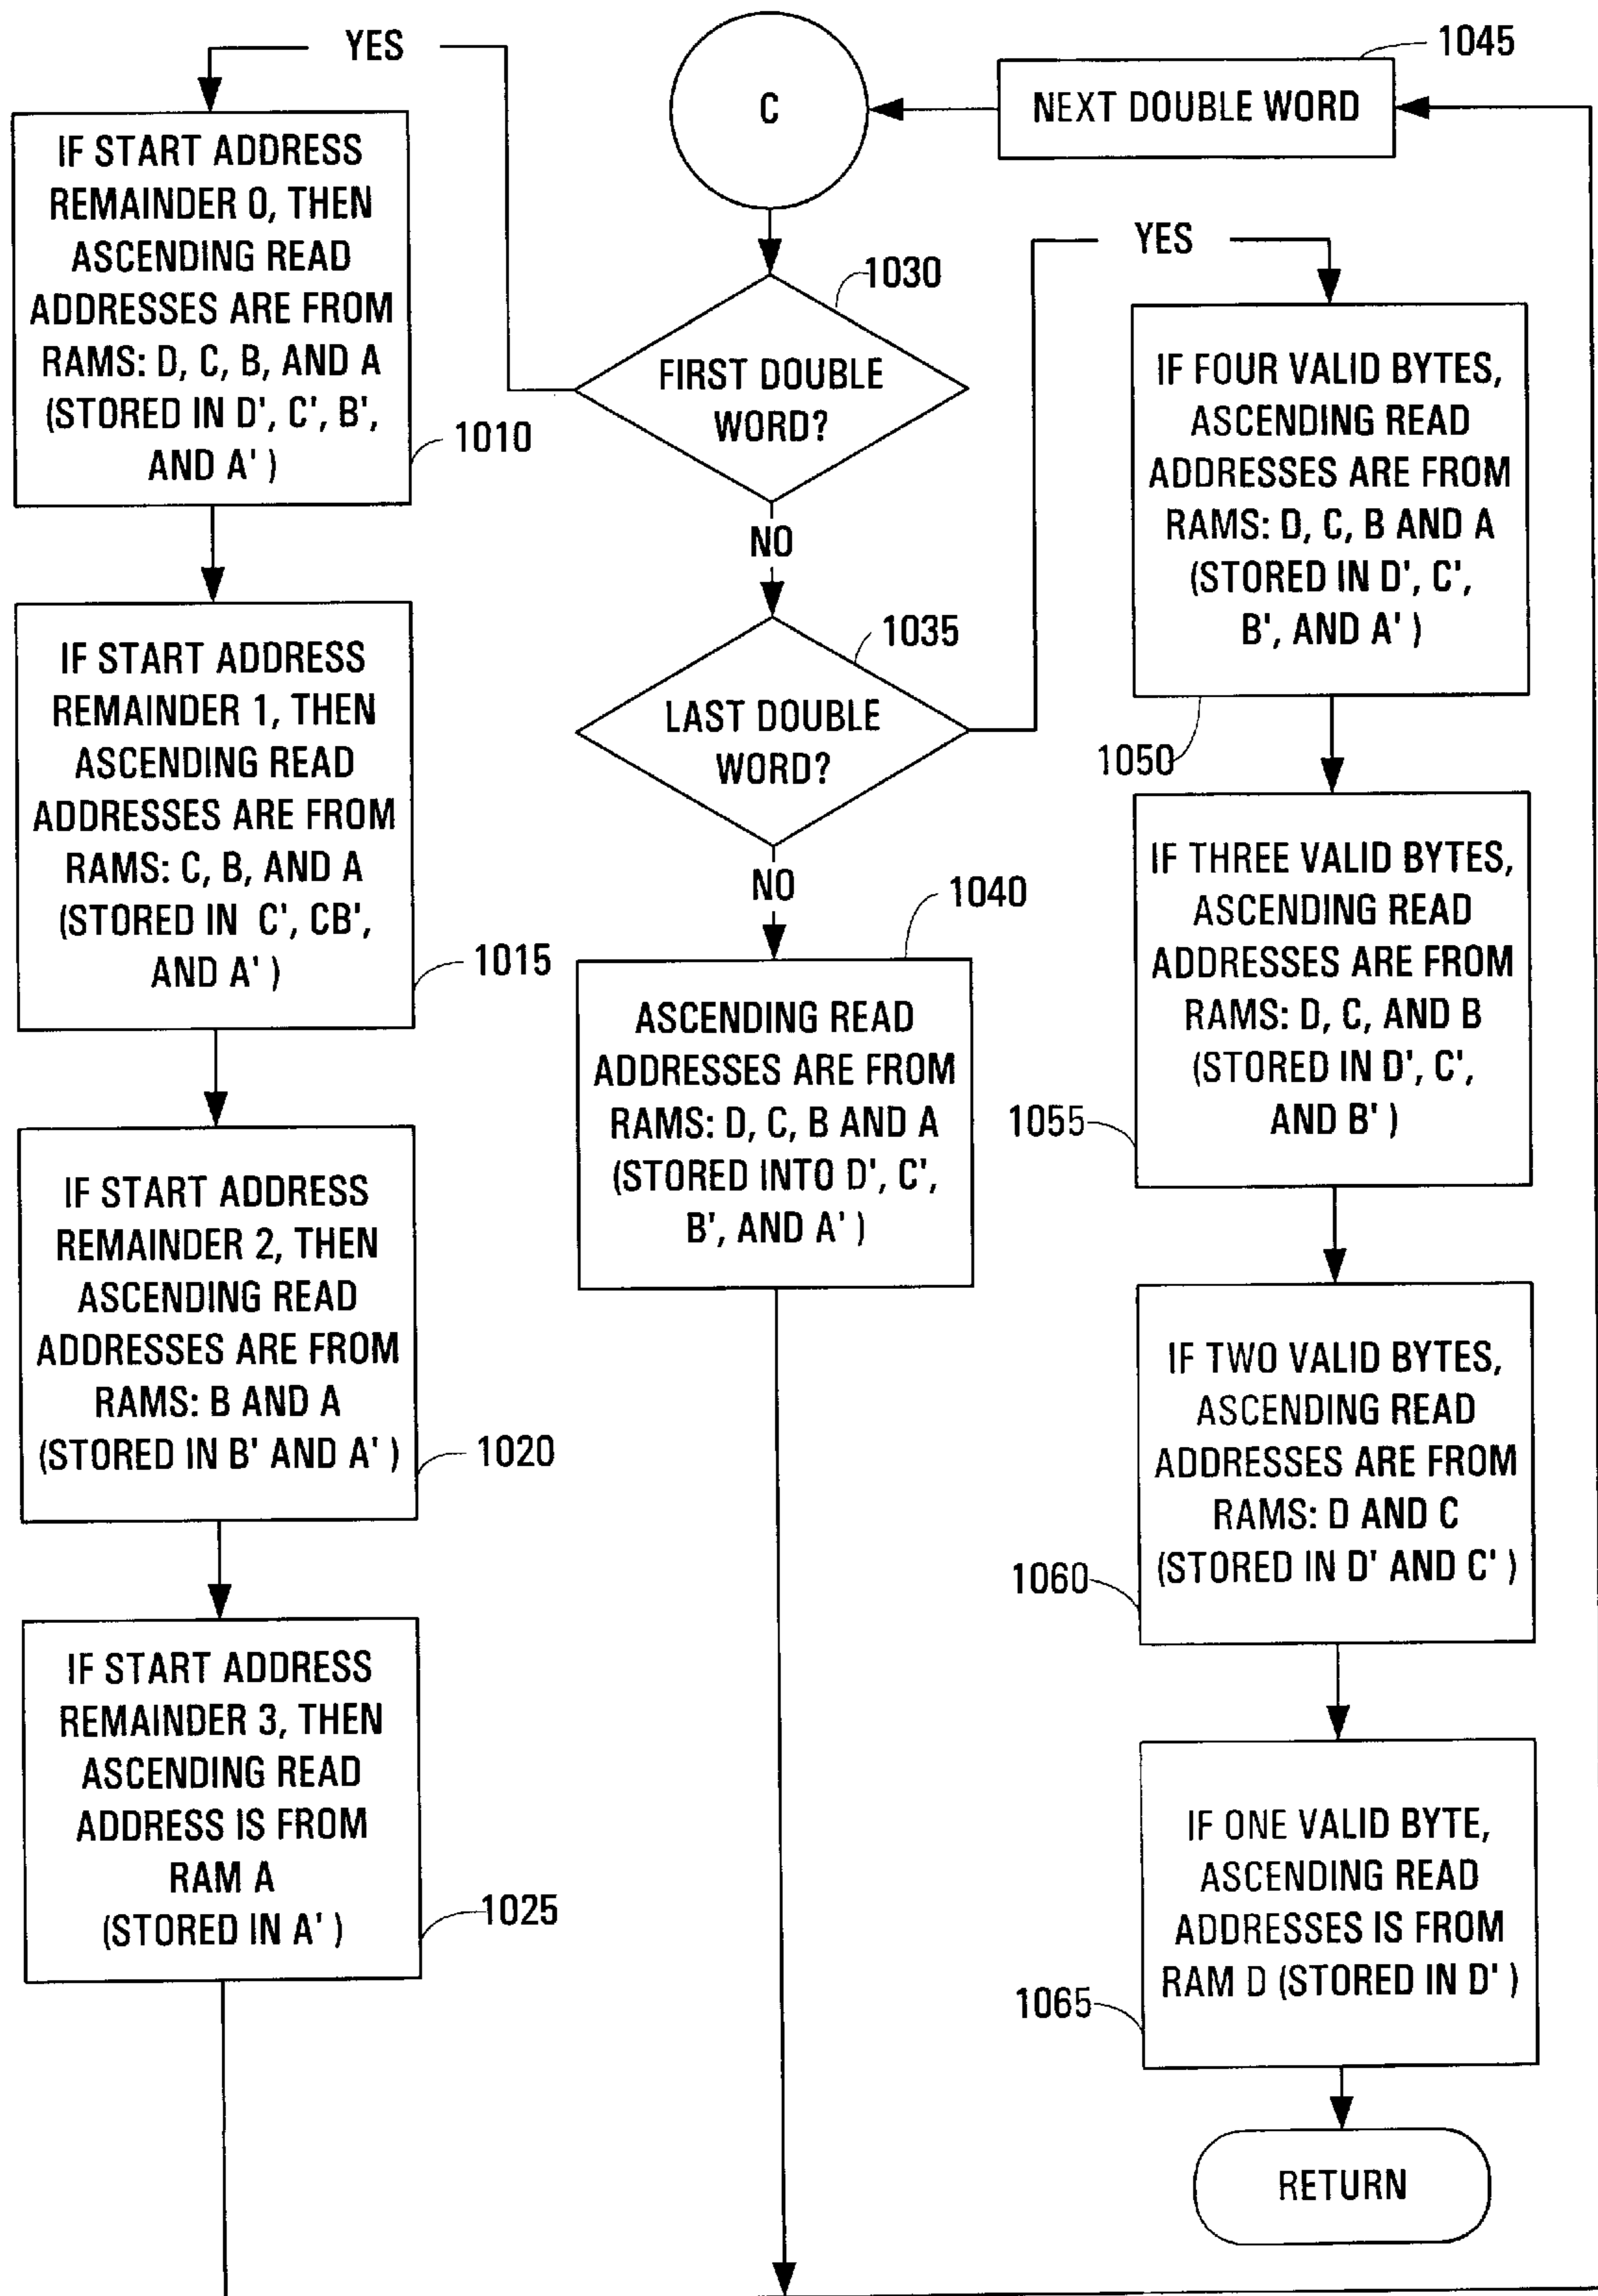 YES
IF START ADDRESS
REMAINDER 0, THEN
ASCENDING READ
ADDRESSES ARE FROM
RAMS: D, C, B, AND A
(STORED IN D', C', B',
AND A' )
1010
IF START ADDRESS
REMAINDER 1, THEN
ASCENDING READ
ADDRESSES ARE FROM
RAMS: C, B, AND A
(STORED IN C', CB',
AND A' )
1015
IF START ADDRESS
REMAINDER 2, THEN
ASCENDING READ
ADDRESSES ARE FROM
RAMS: B AND A
(STORED IN B' AND A' )
1020
IF START ADDRESS
REMAINDER 3, THEN
ASCENDING READ
ADDRESS IS FROM
RAM A
(STORED IN A' )
1025
C
1030
FIRST DOUBLE
WORD?
NO
1035
LAST DOUBLE
WORD?
NO
1040
ASCENDING READ
ADDRESSES ARE FROM
RAMS: D, C, B AND A
(STORED INTO D', C',
B', AND A' )
1045
NEXT DOUBLE WORD
YES
IF FOUR VALID BYTES,
ASCENDING READ
ADDRESSES ARE FROM
RAMS: D, C, B AND A
(STORED IN D', C',
B', AND A' )
1050
IF THREE VALID BYTES,
ASCENDING READ
ADDRESSES ARE FROM
RAMS: D, C, AND B
(STORED IN D', C',
AND B' )
1055
IF TWO VALID BYTES,
ASCENDING READ
ADDRESSES ARE FROM
RAMS: D AND C
(STORED IN D' AND C' )
1060
IF ONE VALID BYTE,
ASCENDING READ
ADDRESSES IS FROM
RAM D (STORED IN D' )
1065
RETURN